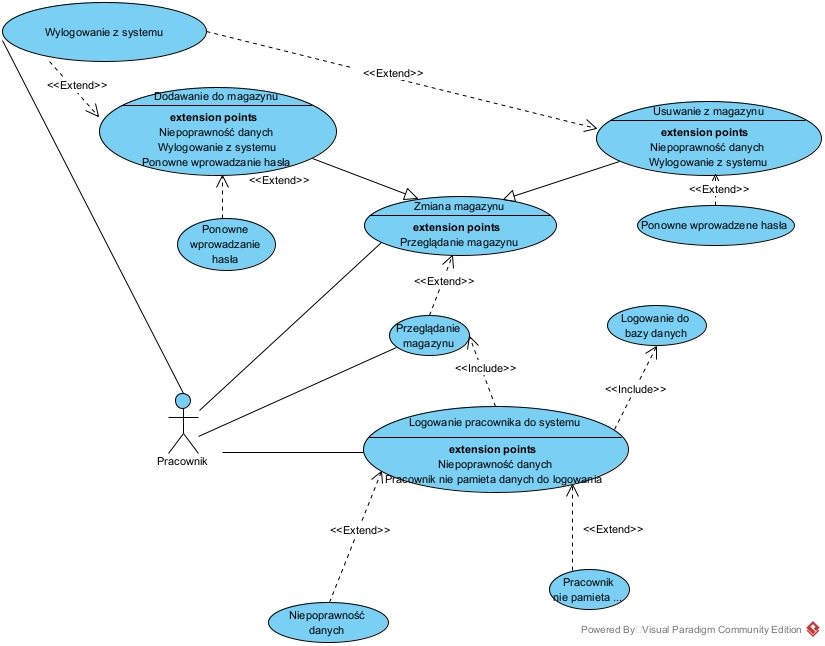 Wylogowanie z systemu
<<Extend>>
<<Extend>>
Dodawanie do magazynu
extension points
Niepoprawność danych
Wylogowanie z systemu
Ponowne wprowadzanie hasła
Usuwanie z magazynu
extension points
Niepoprawność danych
Wylogowanie z systemu
<<Extend>>
<<Extend>>
Ponowne
wprowadzanie
hasła
Zmiana magazynu
extension points
Przeglądanie magazynu
Ponowne wprowadzene hasła
<<Extend>>
Przeglądanie
magazynu
Logowanie do
bazy danych
<<Include>>
<<Include>>
Pracownik
Logowanie pracownika do systemu
extension points
Niepoprawność danych
Pracownik nie pamieta danych do logowania
<<Extend>>
<<Extend>>
Niepoprawność
danych
Pracownik
nie pamieta ...
Powered By Visual Paradigm Community Edition